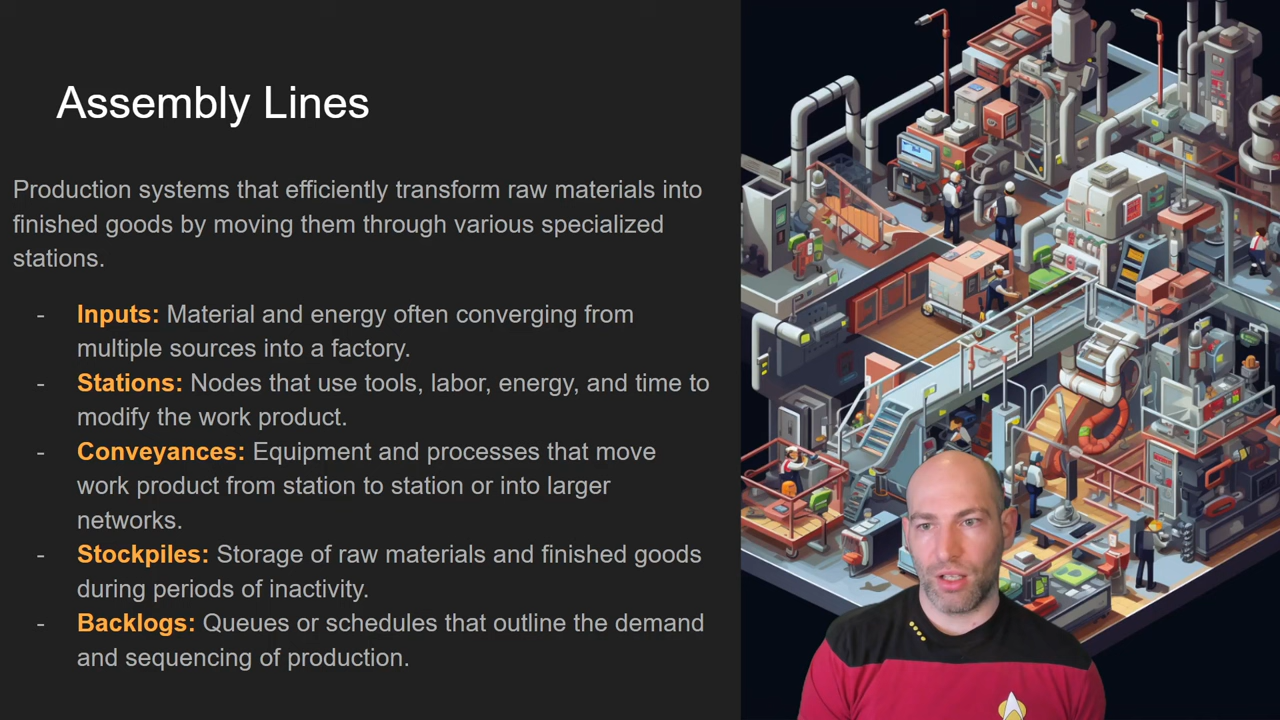 Assembly Lines
Production systems that efficiently transform raw materials into
finished goods by moving them through various specialized
stations.
- Inputs: Material and energy often converging from
multiple sources into a factory.
- Stations: Nodes that use tools, labor, energy, and time to
modify the work product.
- Conveyances: Equipment and processes that move
work product from station to station or into larger
networks.
- Stockpiles: Storage of raw materials and finished goods
during periods of inactivity.
- Backlogs: Queues or schedules that outline the demand
and sequencing of production.